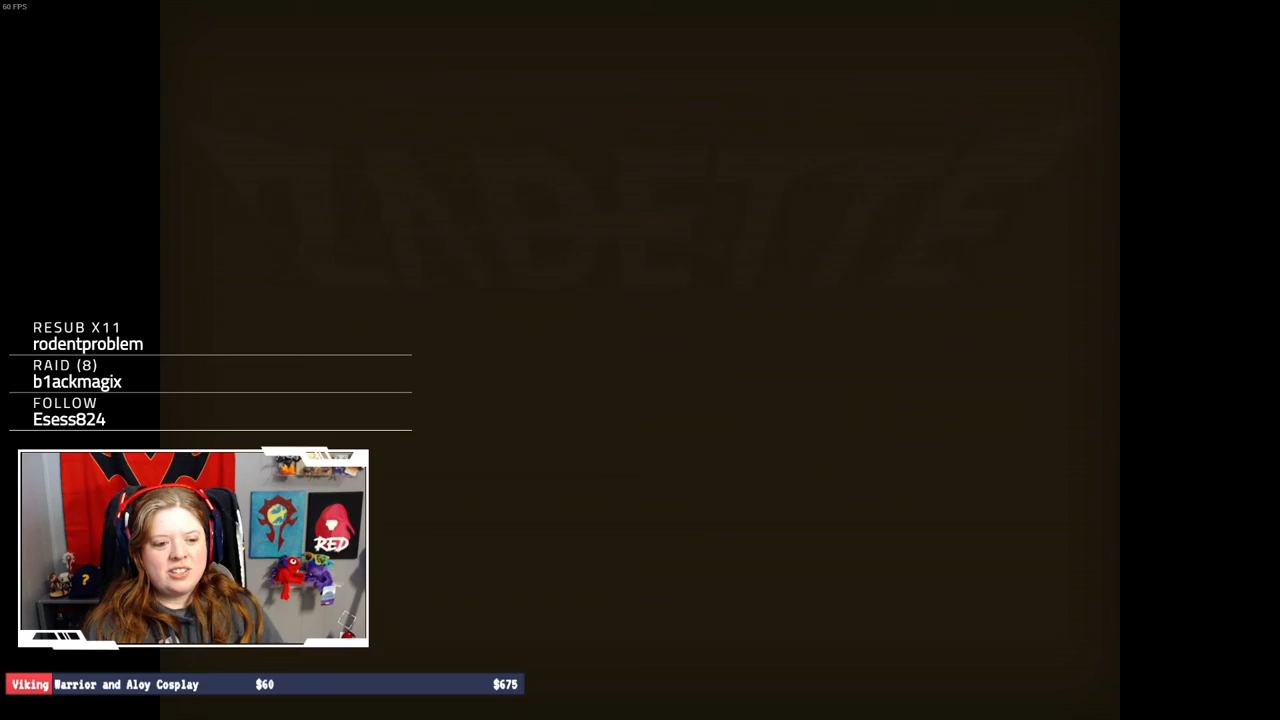 60 FPS
RESUB X11
rodentproblem
RAID (8)
b1ackmagix
FOLLOW
Esess824
?
RED
Viking Warrior and Aloy Cosplay $60 $675